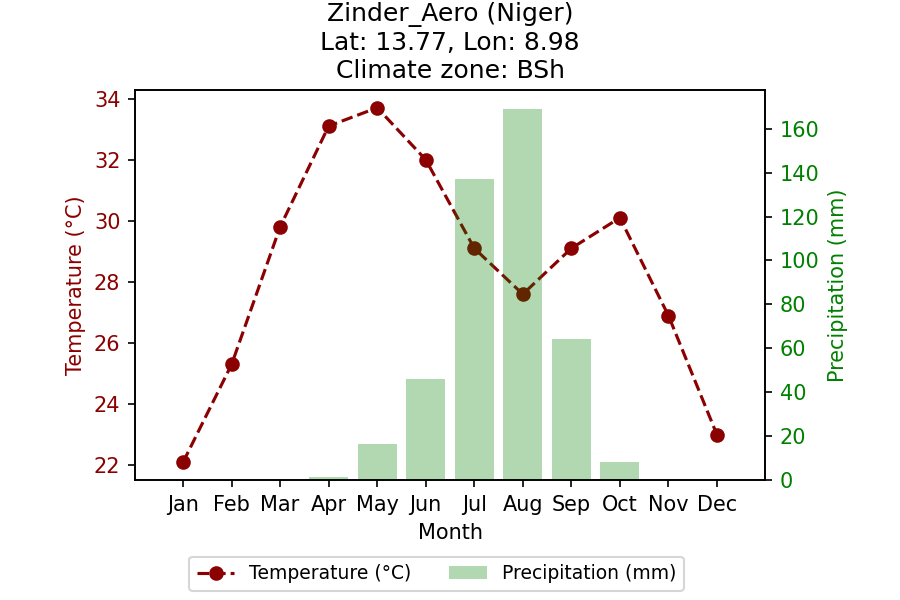 Zinder_Aero (Niger)
Lat: 13.77, Lon: 8.98
Climate zone: BSh
34
32
30
28
26
24
22
Temperature (°C)
160
140
120
100
80
60
40
20
0
Precipitation (mm)
Jan Feb Mar Apr May Jun Jul Aug Sep Oct Nov Dec
Month
Temperature (°C) Precipitation (mm)